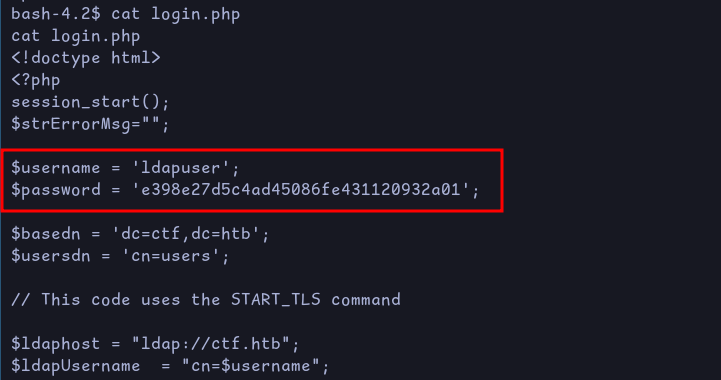 bash-4.2$ cat login.php
cat login.php
<!doctype html>
<?php
session_start();
$strErrorMsg="";
$username = 'ldapuser';
$password = 'e398e27d5c4ad45086fe431120932a01';
$basedn = 'dc=ctf,dc=htb';
$usersdn = 'cn=users';
// This code uses the START_TLS command
$ldaphost = "ldap://ctf.htb";
$ldapUsername  = "cn=$username";